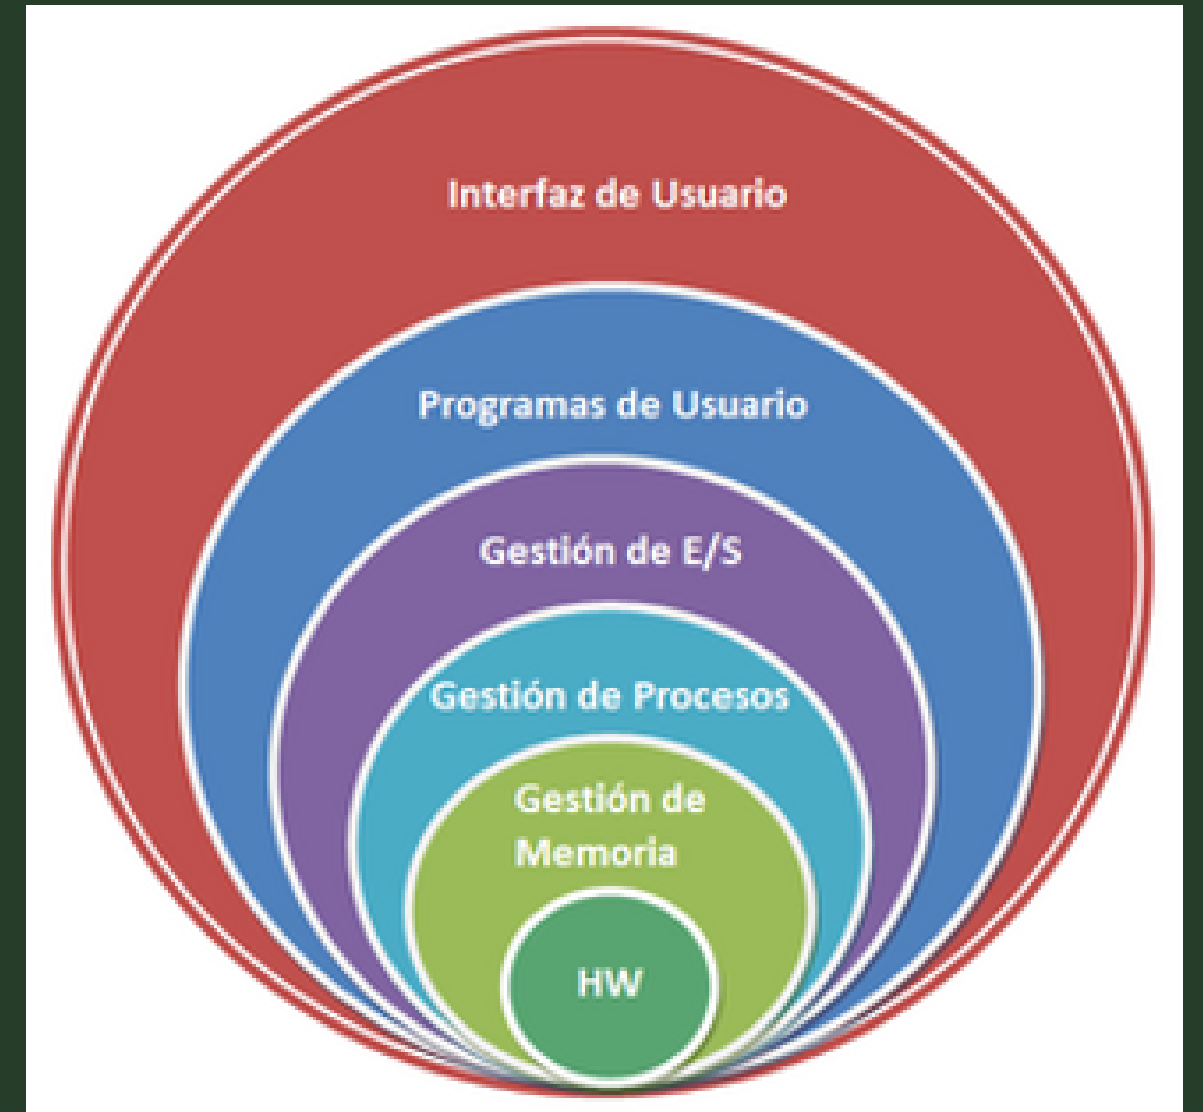 Interfaz de Usuario
Programas de Usuario
Gestión de E/S
Gestión de Procesos
Gestión de
Memoria
HW